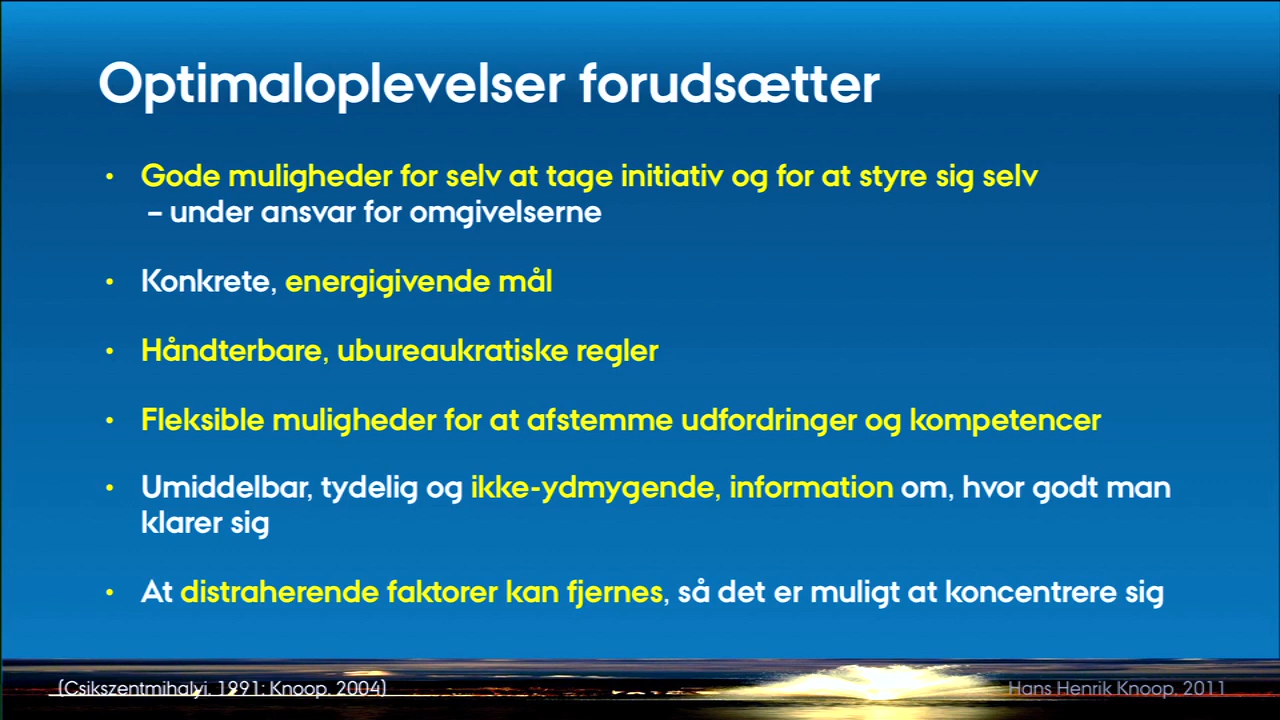 Optimaloplevelser forudsætter
• Gode muligheder for selv at tage initiativ og for at styre sig selv
– under ansvar for omgivelserne
• Konkrete, energigivende mål
• Håndterbare, ubureaukratiske regler
• Fleksible muligheder for at afstemme udfordringer og kompetencer
• Umiddelbar, tydelig og ikke-ydmygende, information om, hvor godt man
klarer sig
• At distraherende faktorer kan fjernes, så det er muligt at koncentrere sig
(Csikszentmihalyi, 1991; Knoop, 2004)
Hans Henrik Knoop, 2011